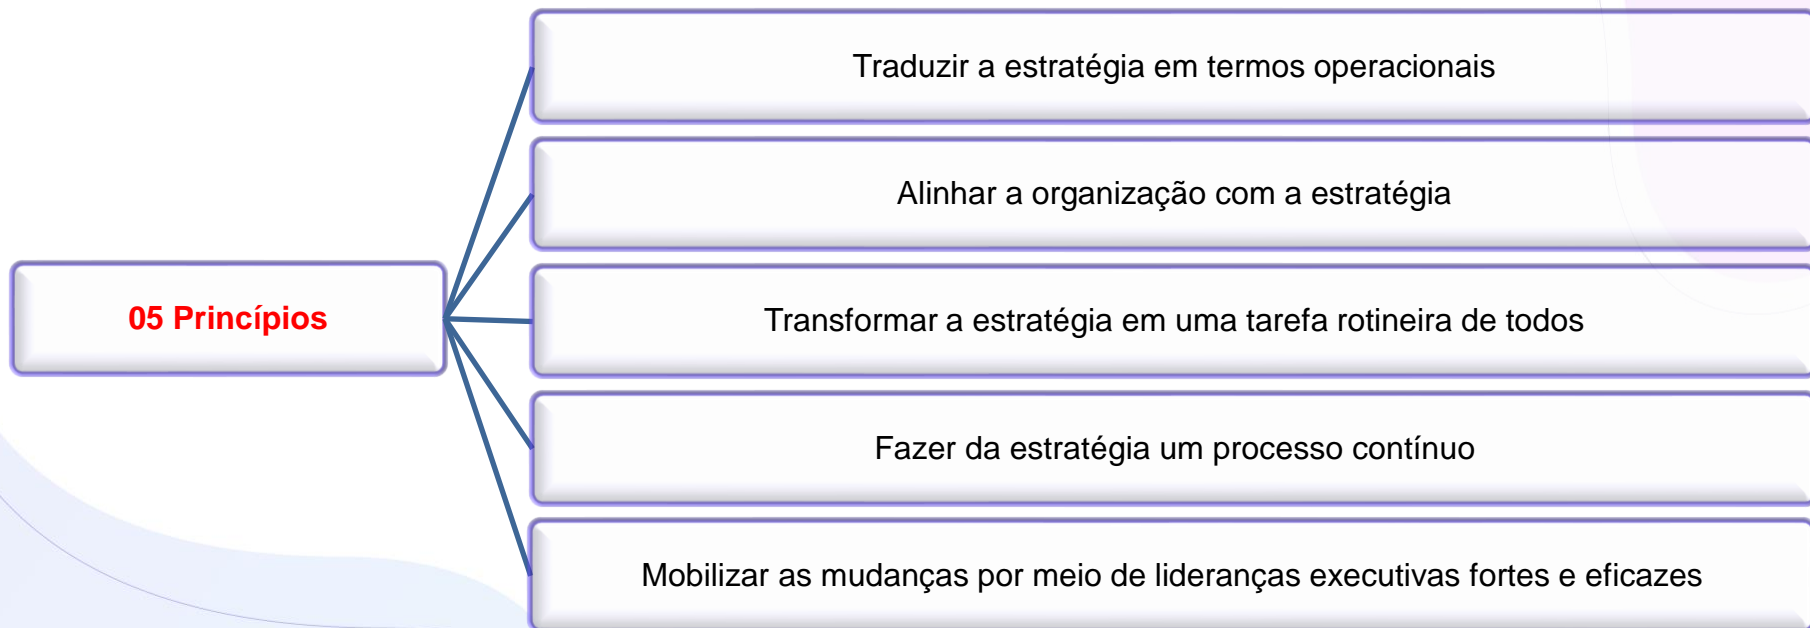 05 Princípios
Traduzir a estratégia em termos operacionais
Alinhar a organização com a estratégia
Transformar a estratégia em uma tarefa rotineira de todos
Fazer da estratégia um processo contínuo
Mobilizar as mudanças por meio de lideranças executivas fortes e eficazes